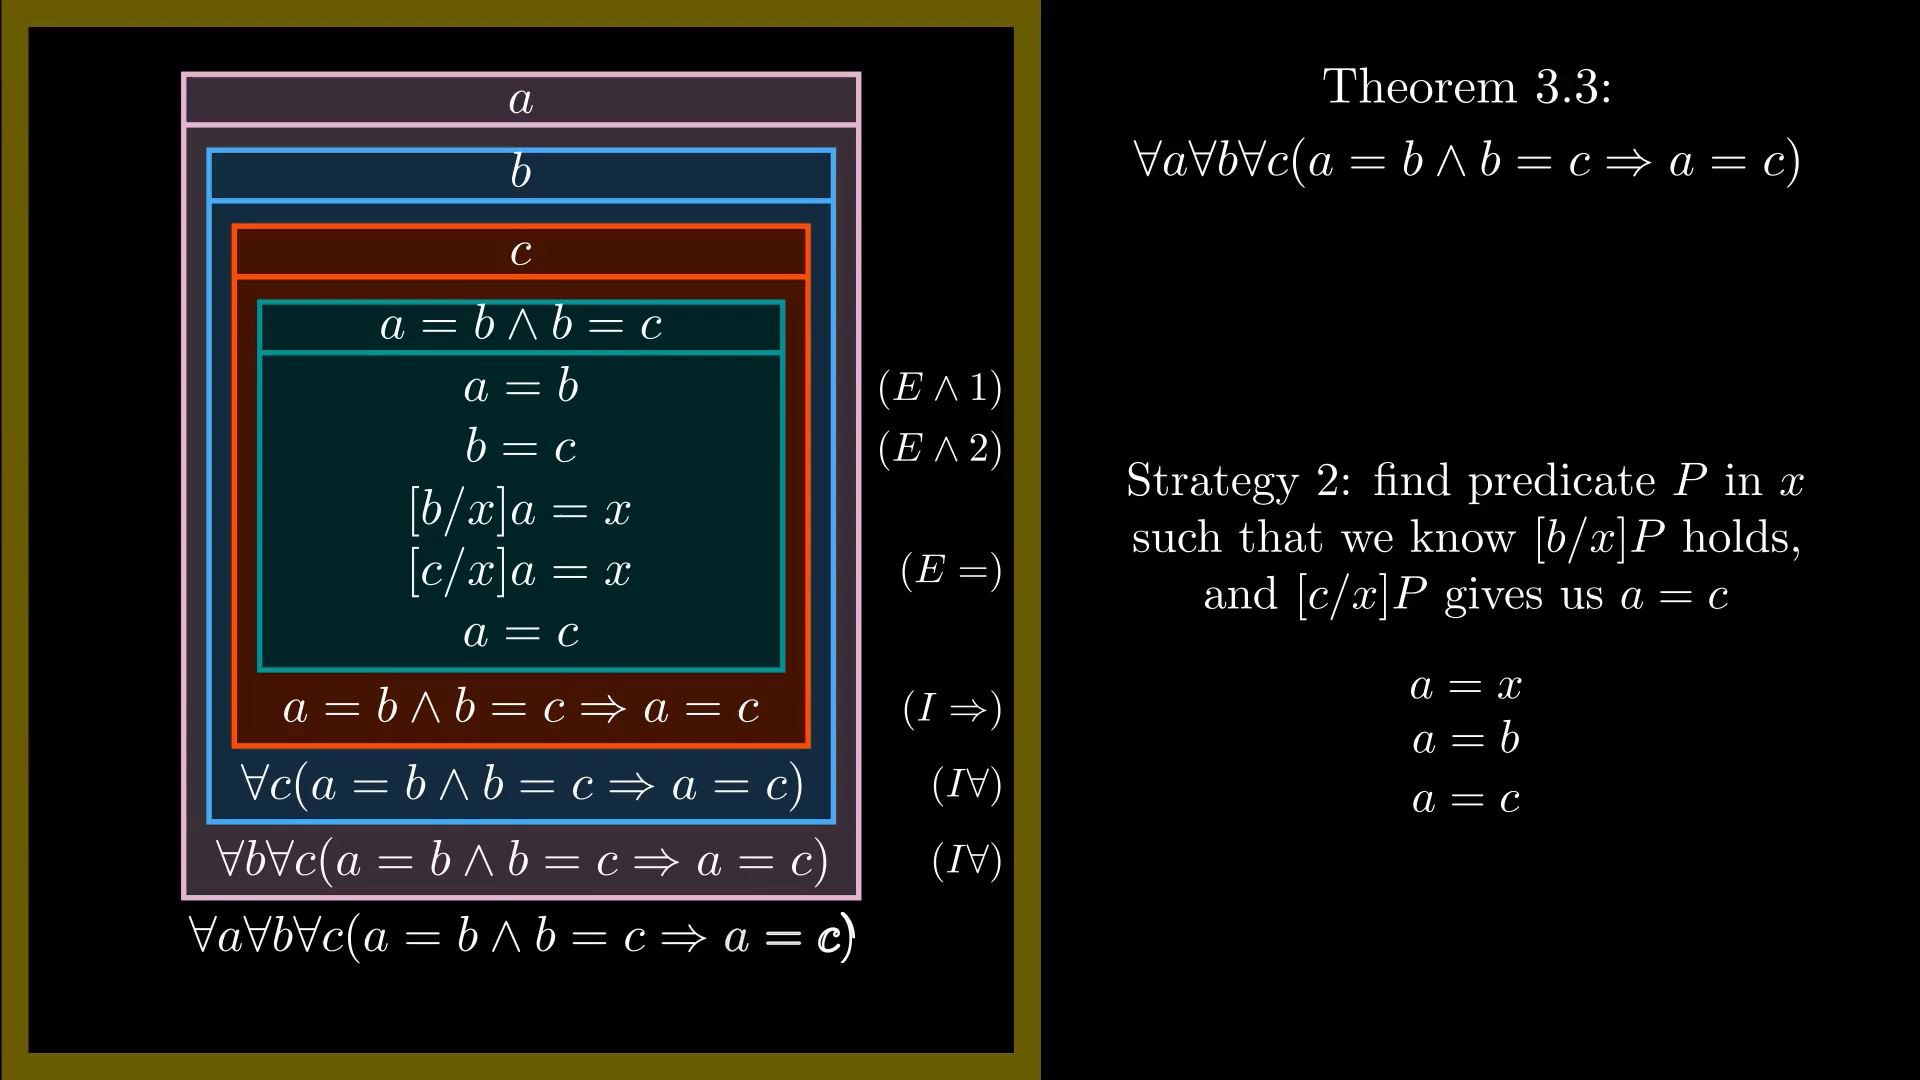 a
b
c
a = b ∧ b = c
a = b (E ∧ 1)
b = c (E ∧ 2)
[b/x]a = x
[c/x]a = x (E =)
a = c
a = b ∧ b = c ⇒ a = c (I ⇒)
∀c(a = b ∧ b = c ⇒ a = c) (I∀)
∀b∀c(a = b ∧ b = c ⇒ a = c) (I∀)
∀a∀b∀c(a = b ∧ b = c ⇒ a = c)
Theorem 3.3:
∀a∀b∀c(a = b ∧ b = c ⇒ a = c)
Strategy 2: find predicate P in x
such that we know [b/x]P holds,
and [c/x]P gives us a = c
a = x
a = b
a = c